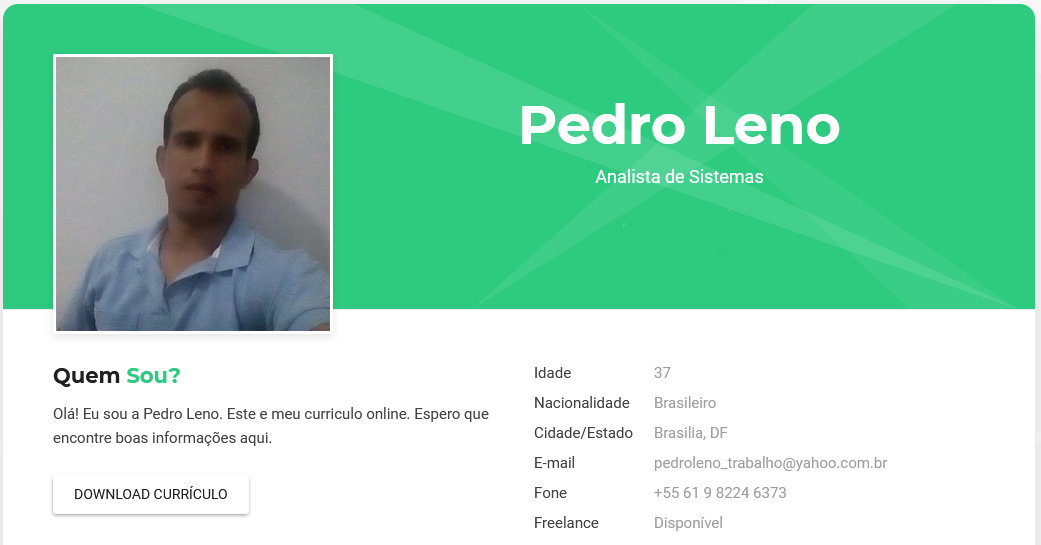 Pedro Leno
Analista de Sistemas
Quem Sou?
Olá! Eu sou a Pedro Leno. Este e meu curriculo online. Espero que
encontre boas informações aqui.
DOWNLOAD CURRÍCULO
Idade 37
Nacionalidade Brasileiro
Cidade/Estado Brasilia, DF
E-mail pedroleno_trabalho@yahoo.com.br
Fone +55 61 9 8224 6373
Freelance Disponível